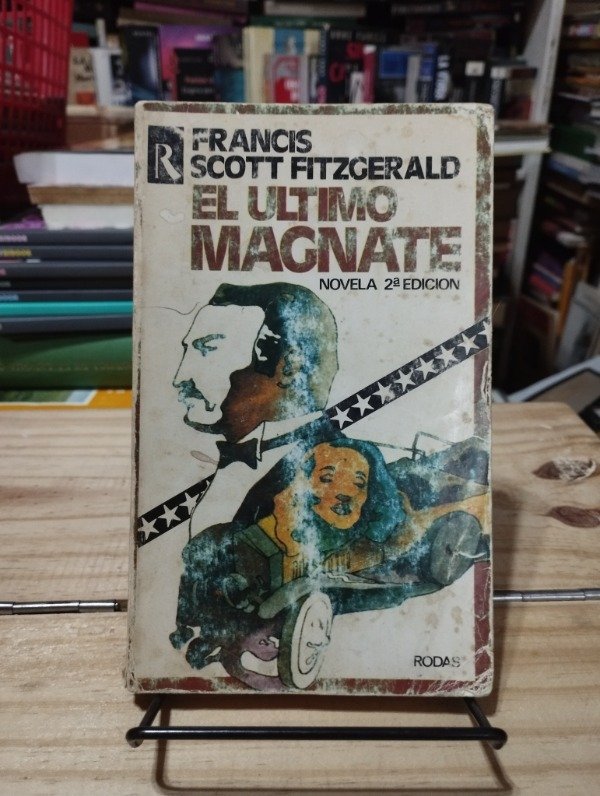 R
FRANCIS
SCOTT FITZGERALD
EL ULTIMO
MAGNATE
NOVELA 2ª EDICION
RODAS